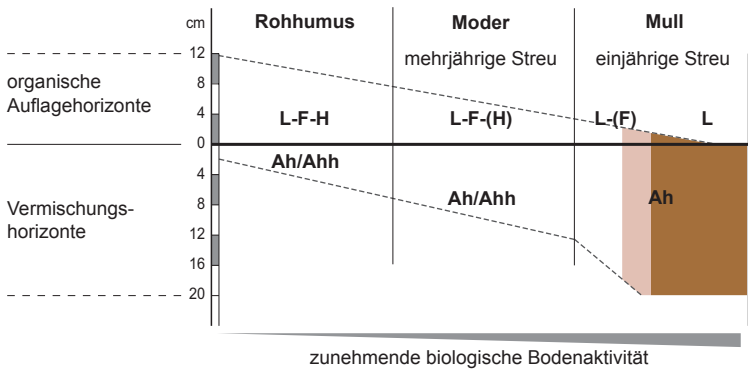 cm Rohhumus Moder Mull
12
mehrjährige Streu einjährige Streu
organische
Auflagehorizonte
8
4
L-F-H L-F-(H) L-(F) L
0
Ah/Ahh
4
Ah/Ahh Ah
8
Vermischungs-
horizonte
12
16
20
zunehmende biologische Bodenaktivität